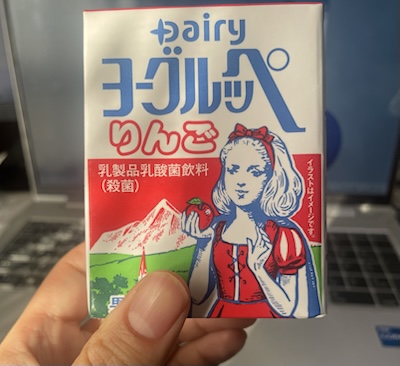 Dairy
ヨーグルッペ
りんご
乳製品乳酸菌飲料
(殺菌)
イラストはイメージです。